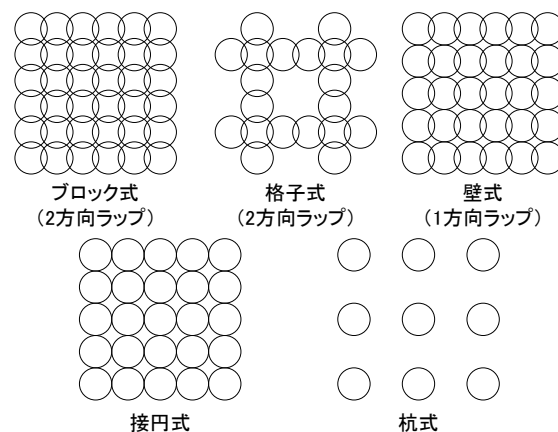 ブロック式
（2方向ラップ）
格子式
（2方向ラップ）
壁式
（1方向ラップ）
接円式
杭式